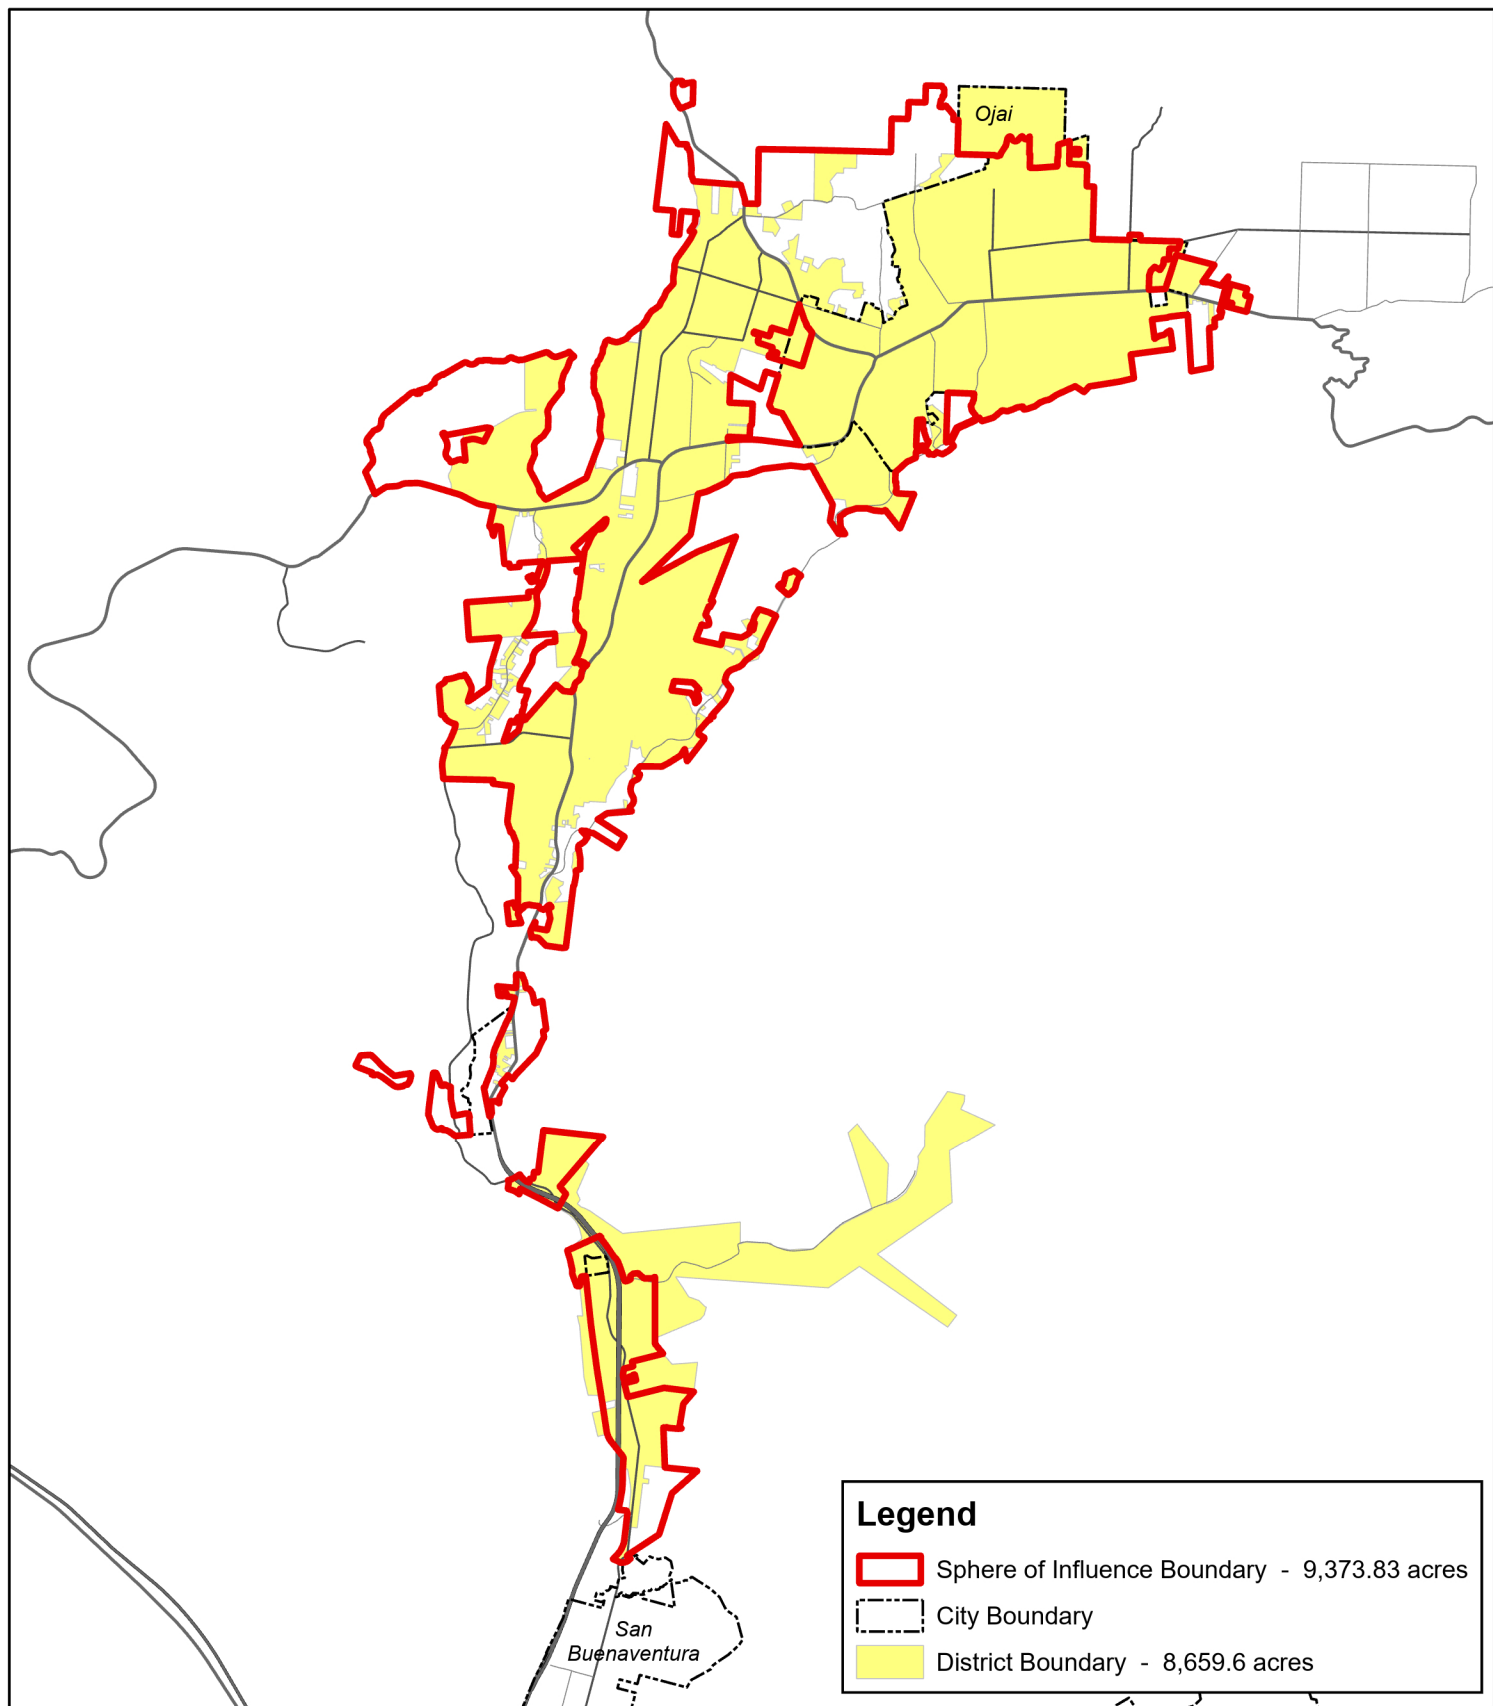 Ojai
Legend
Sphere of Influence Boundary - 9,373.83 acres
City Boundary
District Boundary - 8,659.6 acres
San
Buenaventura